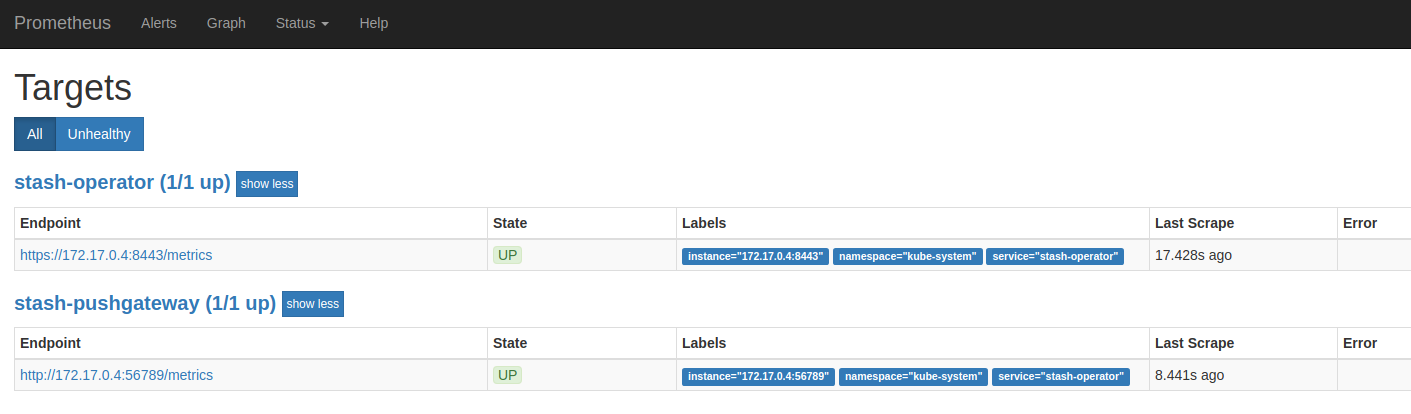 Prometheus Alerts Graph Status Help
Targets
All Unhealthy
stash-operator (1/1 up) show less
Endpoint State Labels Last Scrape Error
https://172.17.0.4:8443/metrics UP instance="172.17.0.4:8443" namespace="kube-system" service="stash-operator" 17.428s ago
stash-pushgateway (1/1 up) show less
Endpoint State Labels Last Scrape Error
http://172.17.0.4:56789/metrics UP instance="172.17.0.4:56789" namespace="kube-system" service="stash-operator" 8.441s ago